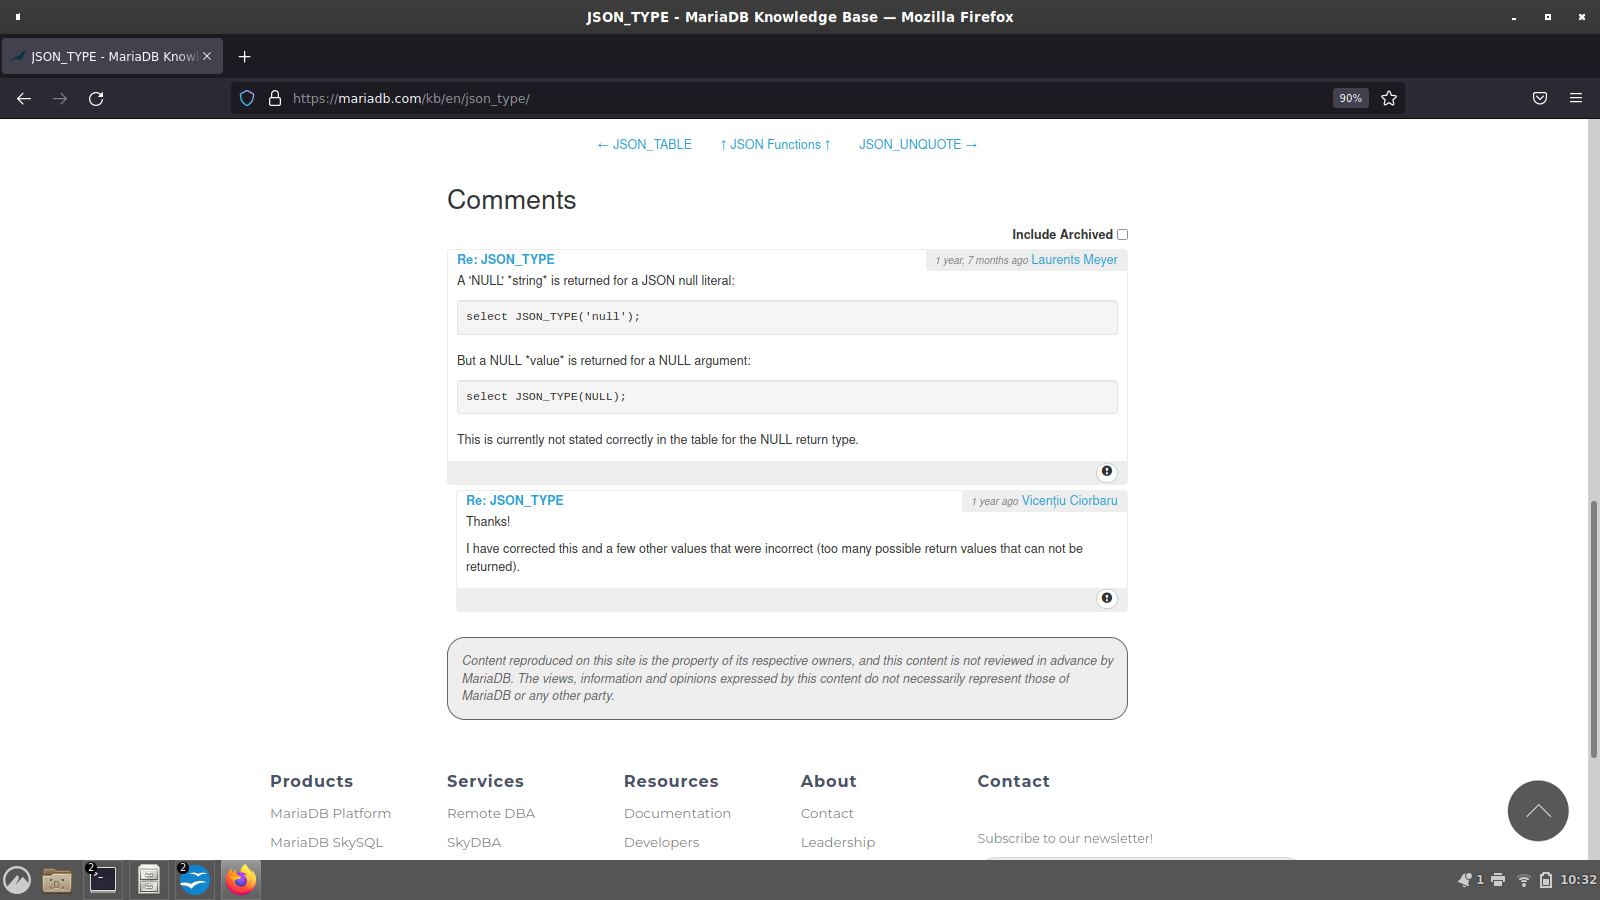 JSON_TYPE - MariaDB Knowledge Base — Mozilla Firefox
JSON_TYPE - MariaDB Knowl
https://mariadb.com/kb/en/json_type/
90%
← JSON_TABLE ↑ JSON Functions ↑ JSON_UNQUOTE →
Comments
Include Archived
Re: JSON_TYPE 1 year, 7 months ago Laurents Meyer
A 'NULL' *string* is returned for a JSON null literal:
select JSON_TYPE('null');
But a NULL *value* is returned for a NULL argument:
select JSON_TYPE(NULL);
This is currently not stated correctly in the table for the NULL return type.
Re: JSON_TYPE 1 year ago Vicențiu Ciorbaru
Thanks!
I have corrected this and a few other values that were incorrect (too many possible return values that can not be
returned).
Content reproduced on this site is the property of its respective owners, and this content is not reviewed in advance by
MariaDB. The views, information and opinions expressed by this content do not necessarily represent those of
MariaDB or any other party.
Products Services Resources About Contact
MariaDB Platform Remote DBA Documentation Contact
Subscribe to our newsletter!
MariaDB SkySQL SkyDBA Developers Leadership
2 2 1 10:32